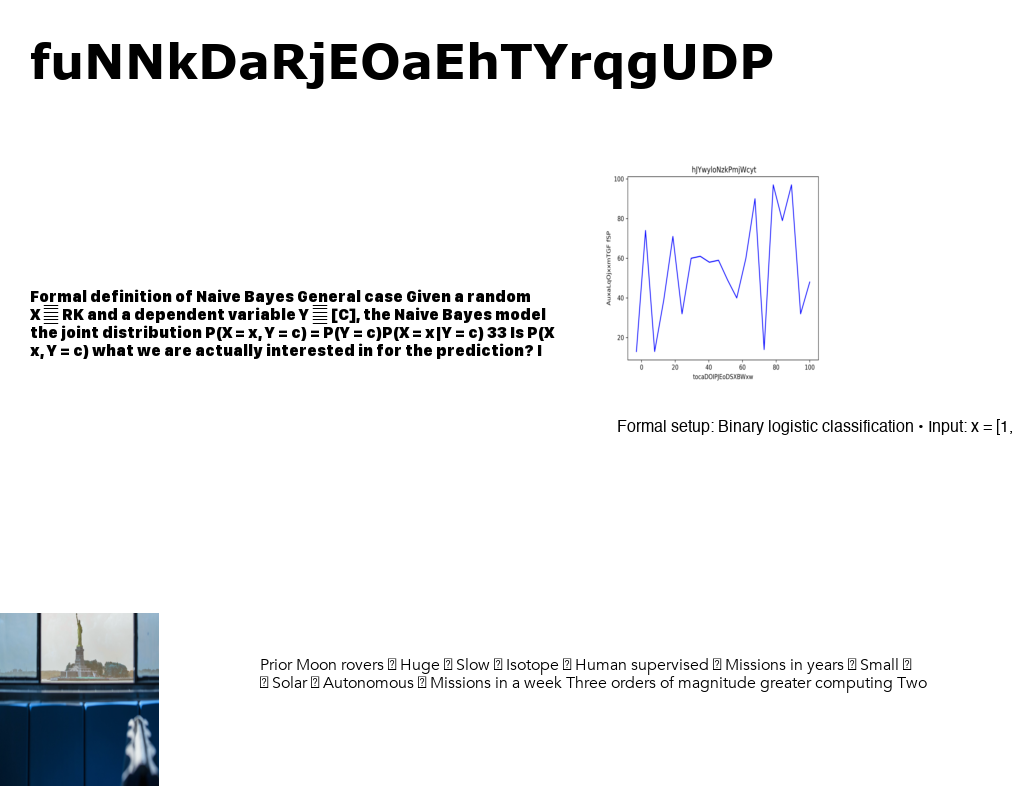 fuNNkDaRjEOaEhTYrqgUDP
hJYwyloNzkPmjWcyt
100
80
60
40
20
0 20 40 60 80 100
AuxaLqOjxxmTGF fSP
tocaDOlPJEoDSXBWxw
Formal definition of Naive Bayes General case Given a random
X RK and a dependent variable Y [C], the Naive Bayes model
the joint distribution P(X = x, Y = c) = P(Y = c)P(X = x|Y = c) 33 Is P(X
x, Y = c) what we are actually interested in for the prediction? I
Formal setup: Binary logistic classification • Input: x = [1,
Prior Moon rovers Huge Slow Isotope Human supervised Missions in years Small
Solar Autonomous Missions in a week Three orders of magnitude greater computing Two